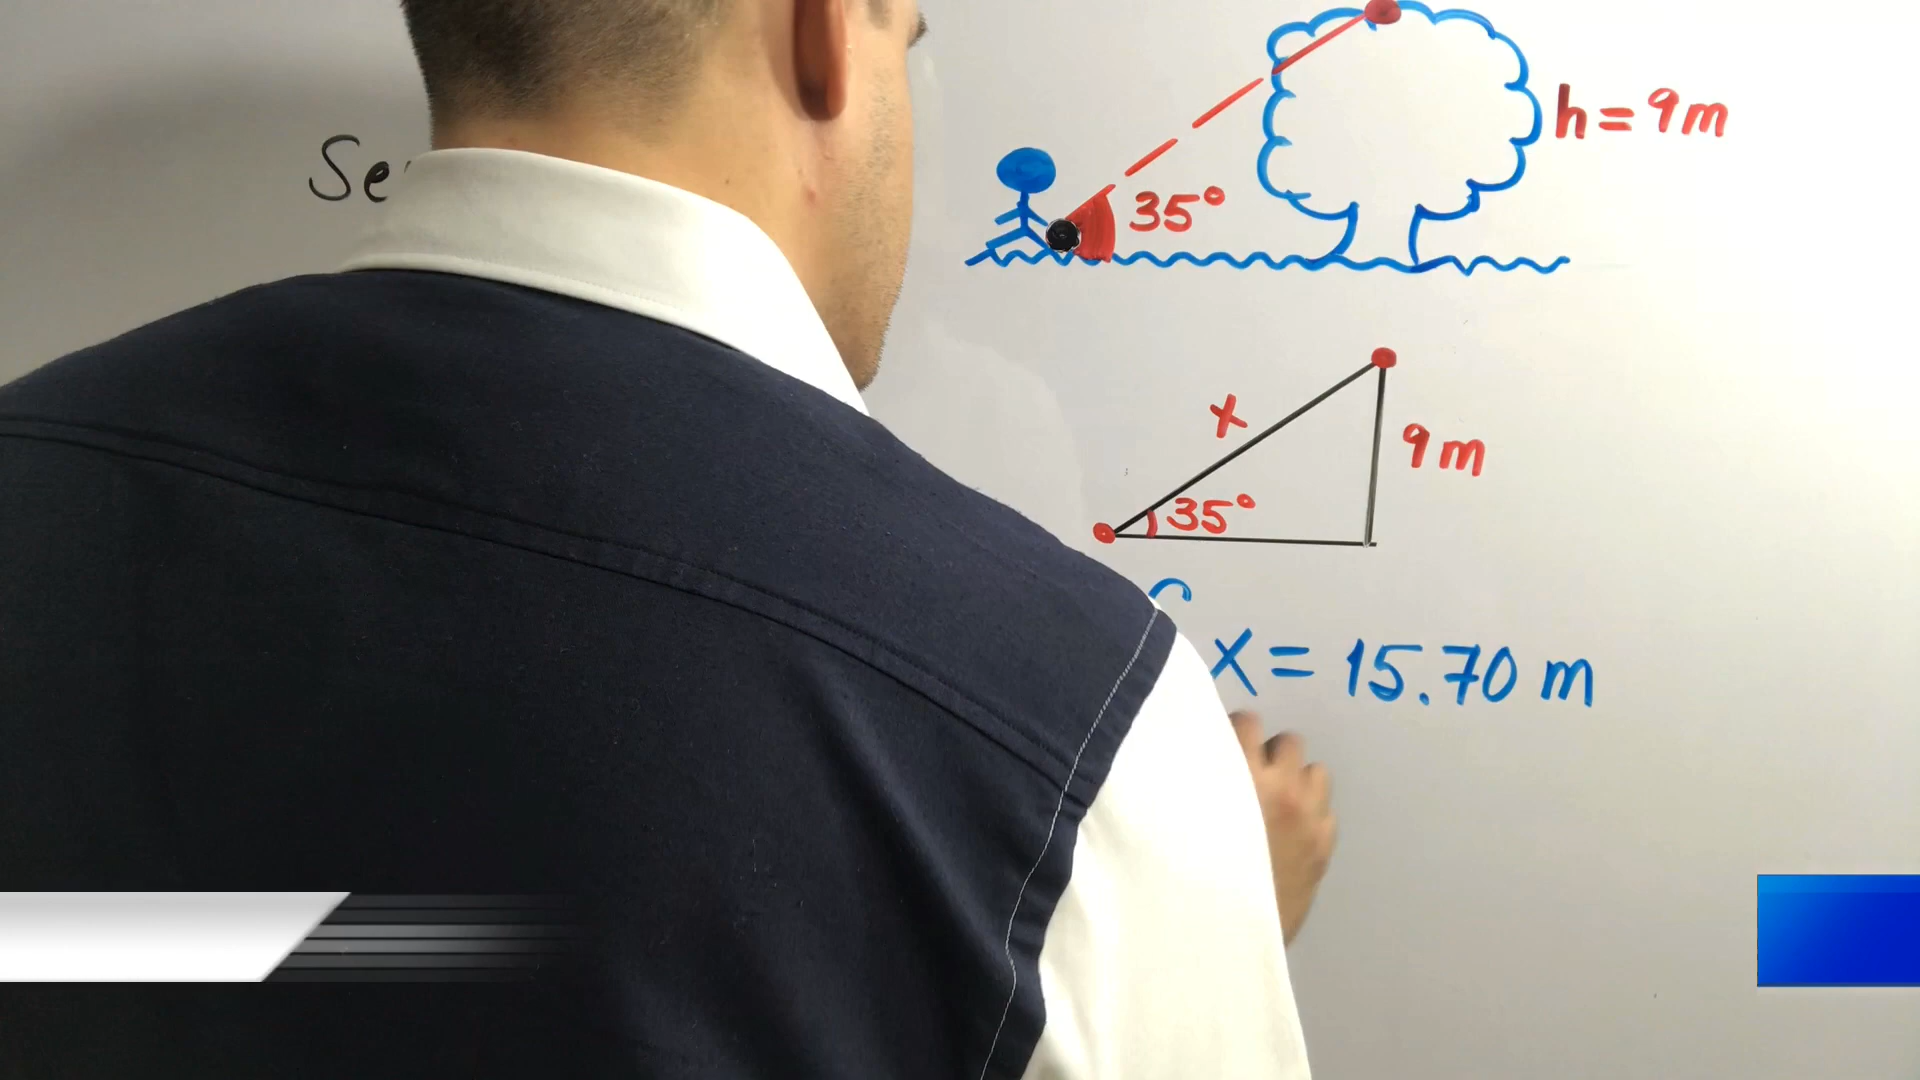 h = 9m
35°
Se
x
9m
35°
x = 15.70 m